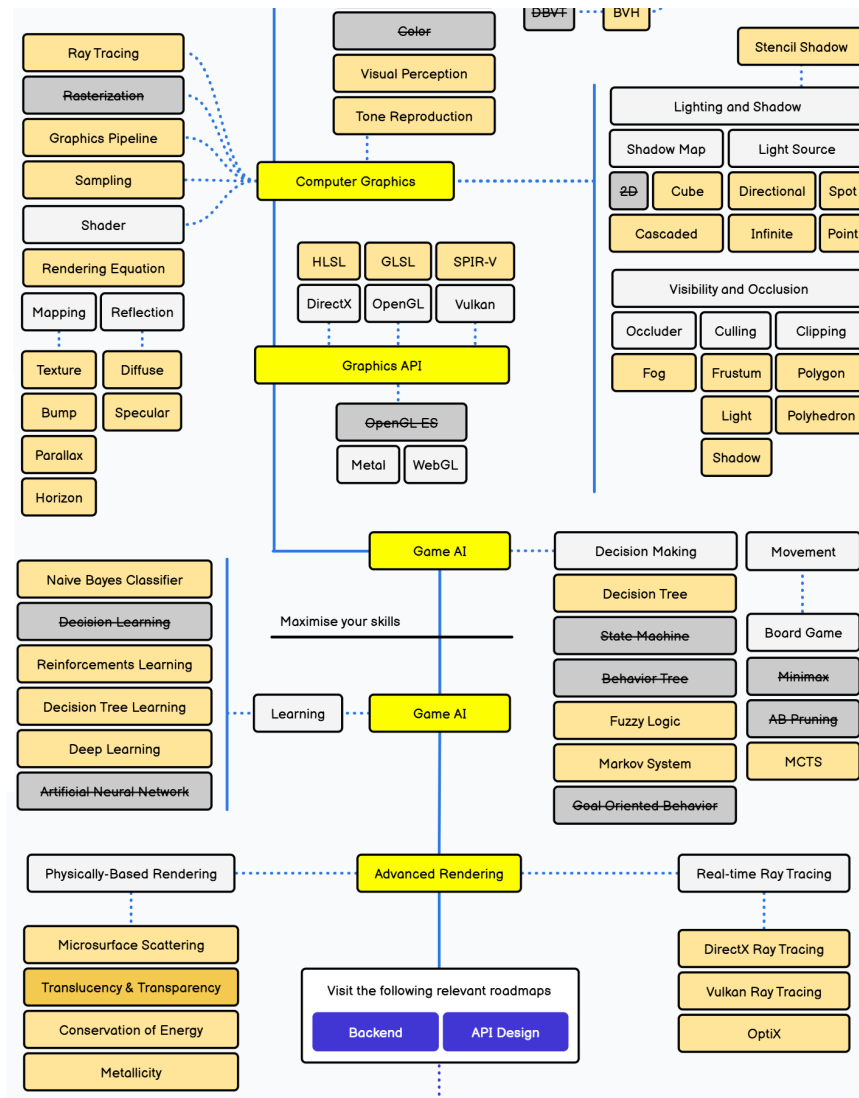 DBVT
BVH
Color
Stencil Shadow
Ray Tracing
Visual Perception
Rasterization
Lighting and Shadow
Tone Reproduction
Graphics Pipeline
Shadow Map
Light Source
Sampling
Computer Graphics
2D
Cube
Directional
Spot
Shader
Cascaded
Infinite
Point
Rendering Equation
HLSL
GLSL
SPIR-V
Visibility and Occlusion
Mapping
Reflection
DirectX
OpenGL
Vulkan
Occluder
Culling
Clipping
Texture
Diffuse
Graphics API
Fog
Frustum
Polygon
Bump
Specular
OpenGL ES
Light
Polyhedron
Parallax
Metal
WebGL
Shadow
Horizon
Game AI
Decision Making
Movement
Naive Bayes Classifier
Decision Tree
Decision Learning
Maximise your skills
State Machine
Board Game
Reinforcements Learning
Behavior Tree
Minimax
Decision Tree Learning
Learning
Game AI
Fuzzy Logic
AB Pruning
Deep Learning
Markov System
MCTS
Artificial Neural Network
Goal Oriented Behavior
Physically-Based Rendering
Advanced Rendering
Real-time Ray Tracing
Microsurface Scattering
DirectX Ray Tracing
Translucency & Transparency
Visit the following relevant roadmaps
Vulkan Ray Tracing
Conservation of Energy
Backend
API Design
OptiX
Metallicity